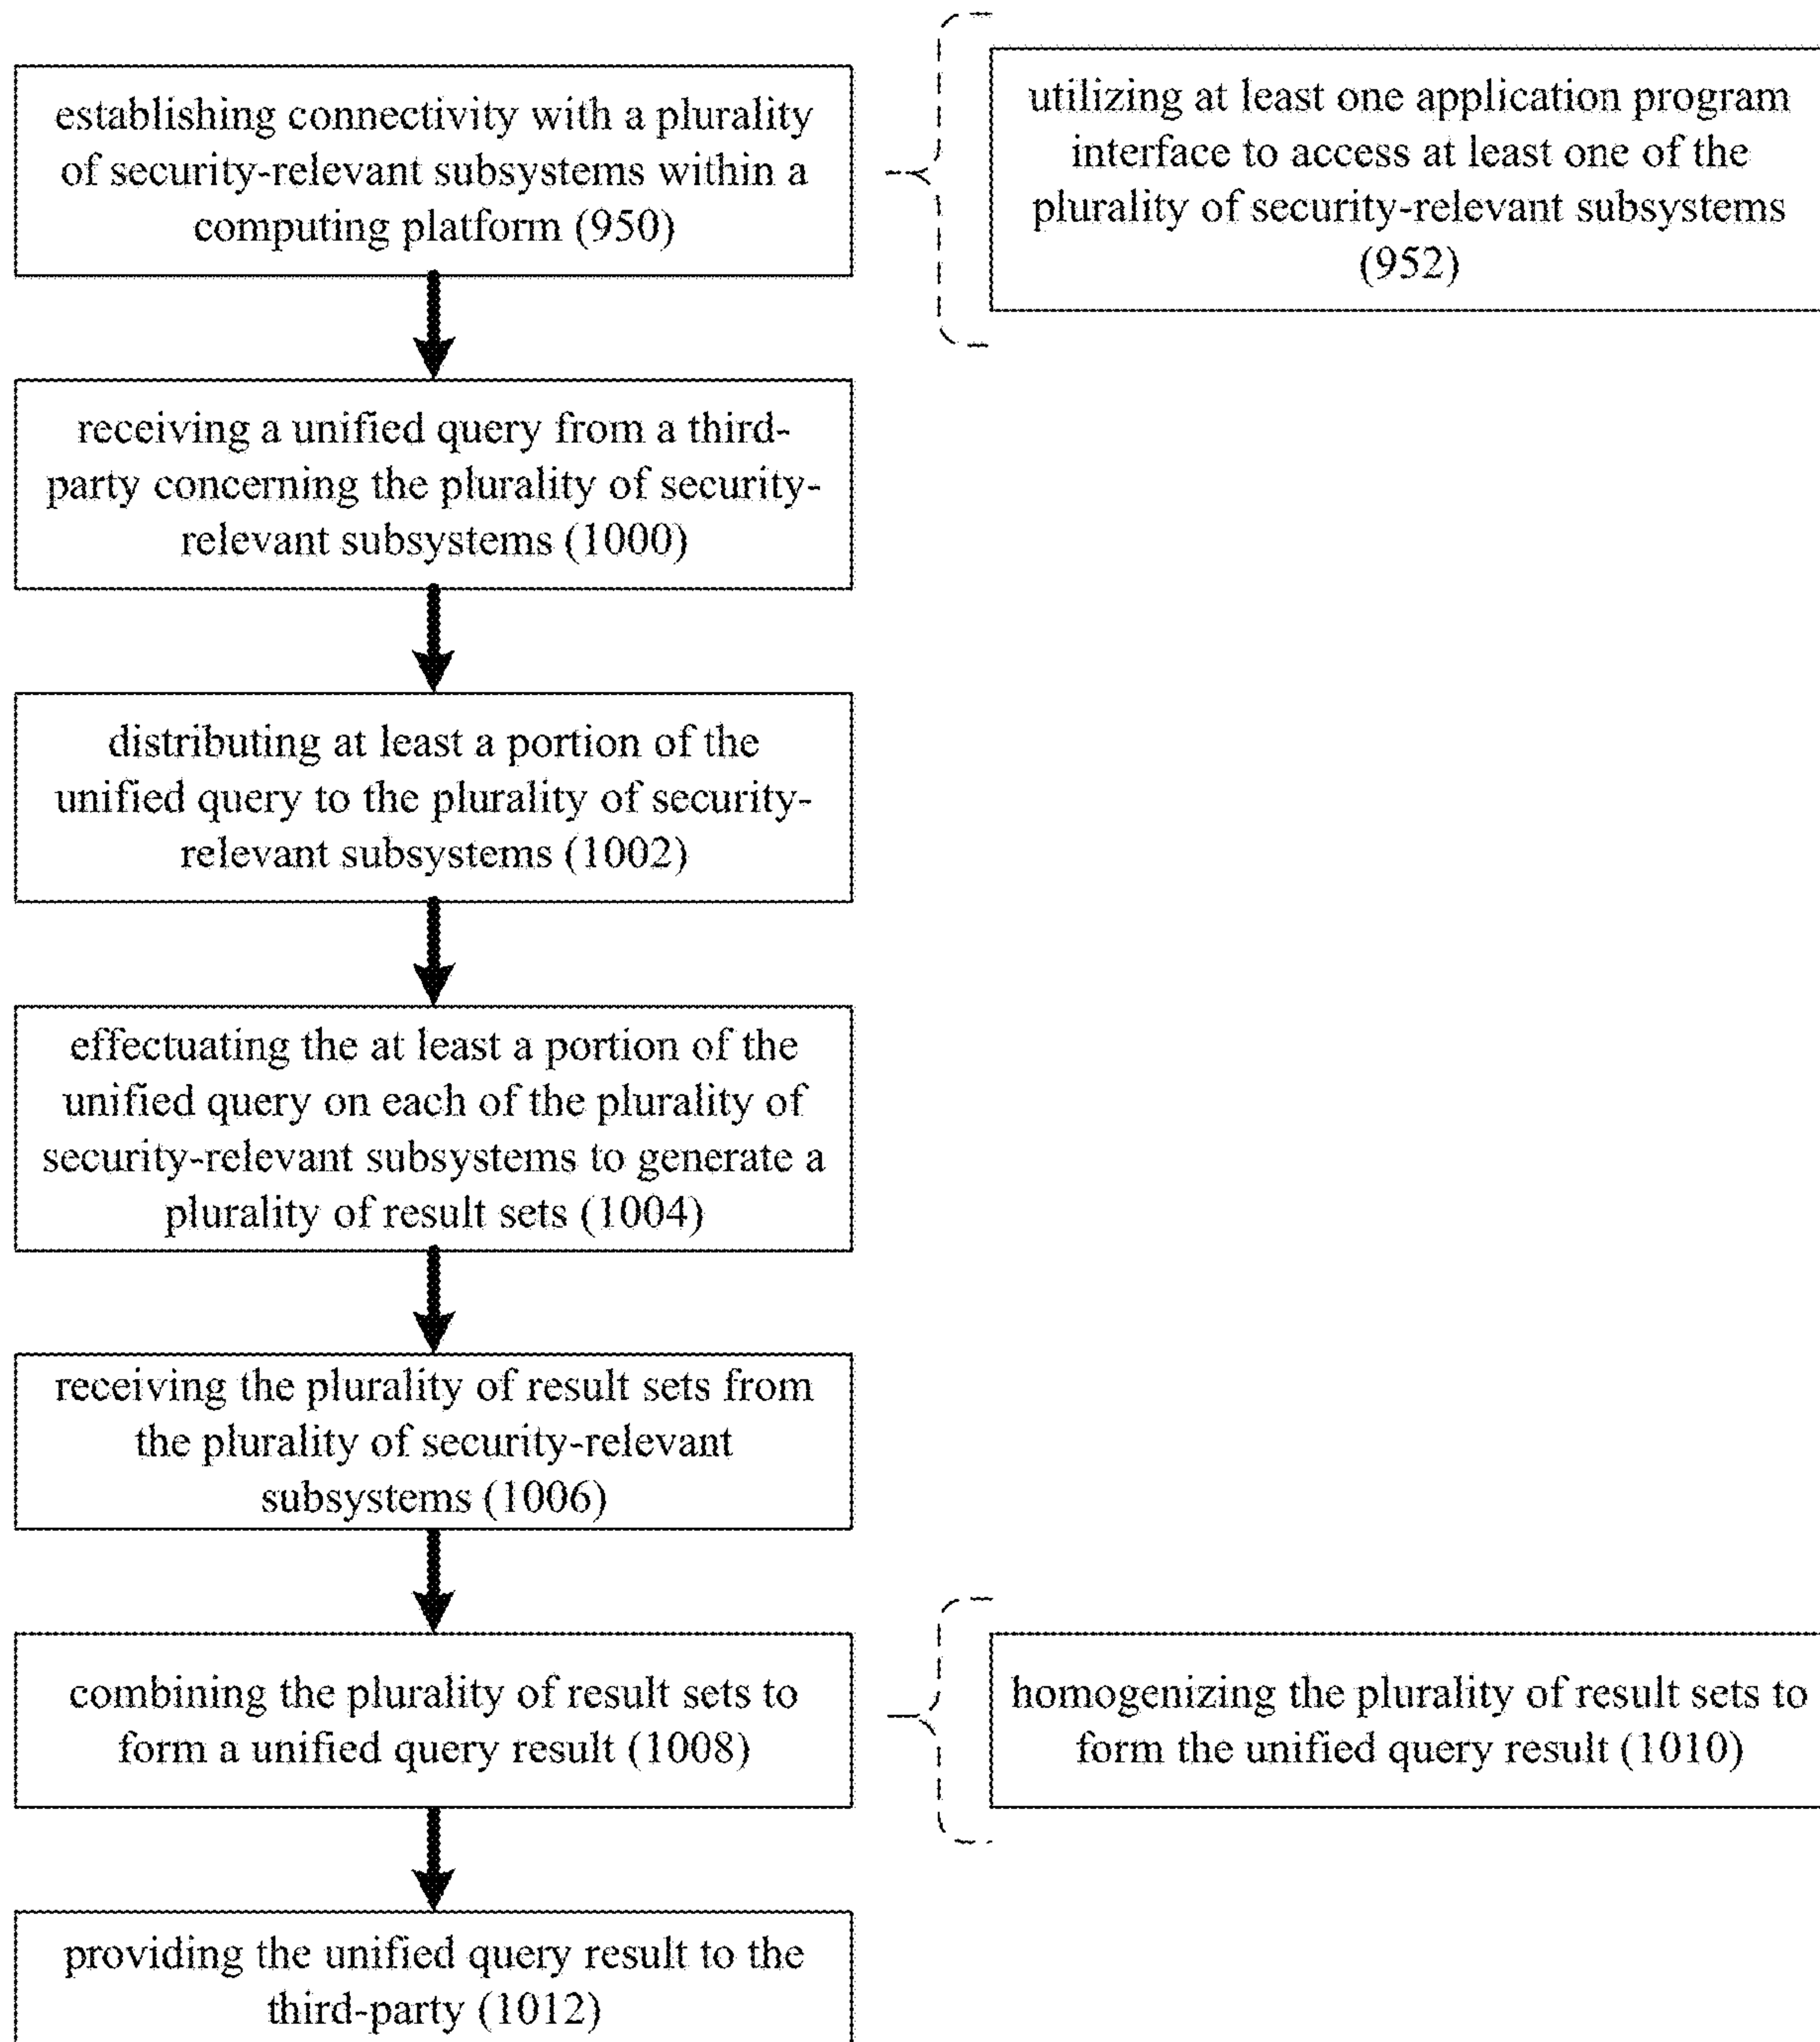 establishing connectivity with a plurality
of security-relevant subsystems within a
computing platform (950)
utilizing at least one application program
interface to access at least one of the
plurality of security-relevant subsystems
(952)
receiving a unified query from a third-
party concerning the plurality of security-
relevant subsystems (1000)
distributing at least a portion of the
unified query to the plurality of security-
relevant subsystems (1002)
effectuating the at least a portion of the
unified query on each of the plurality of
security-relevant subsystems to generate a
plurality of result sets (1004)
receiving the plurality of result sets from
the plurality of security-relevant
subsystems (1006)
combining the plurality of result sets to
form a unified query result (1008)
homogenizing the plurality of result sets to
form the unified query result (1010)
providing the unified query result to the
third-party (1012)